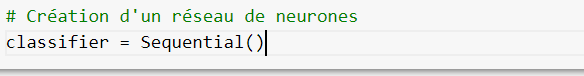 # Création d'un réseau de neurones
classifier = Sequential()